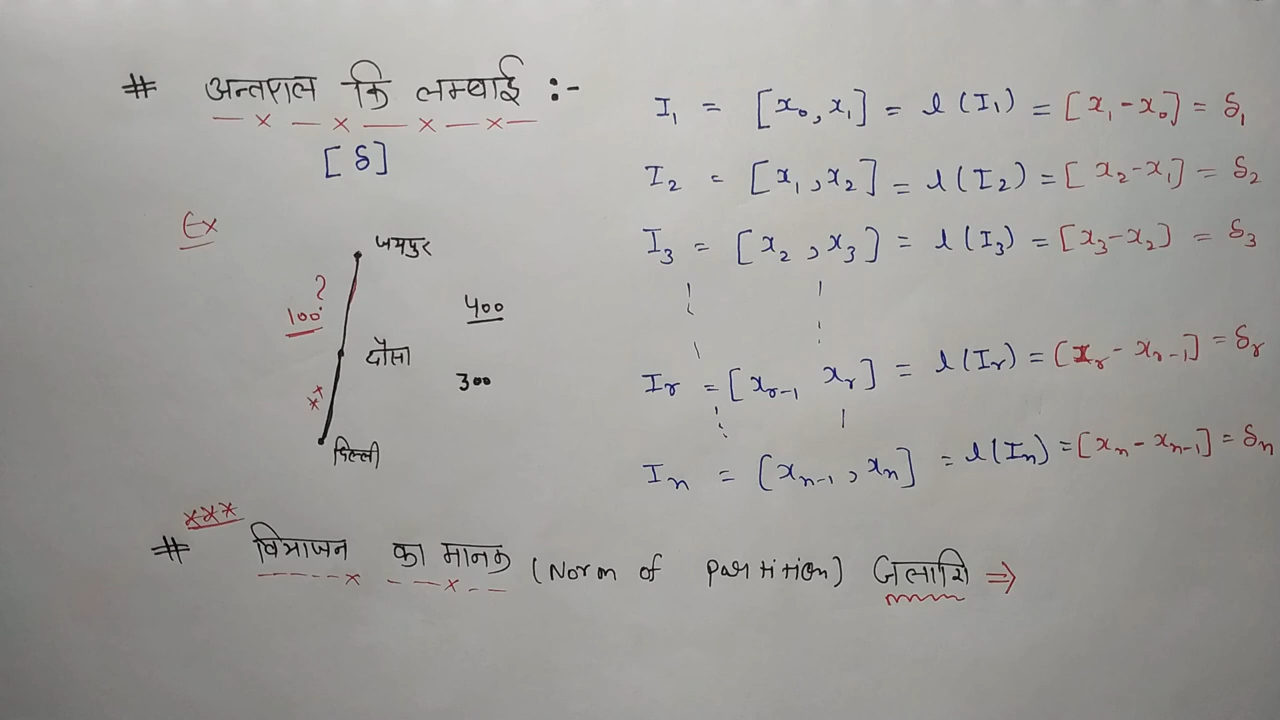 # अन्तराल कि लम्बाई :-
[δ]
Ex
जयपुर
?
100
400
दौसा
300
दिल्ली
I₁ = [x₀, x₁] = l(I₁) = [x₁-x₀] = δ₁
I₂ = [x₁, x₂] = l(I₂) = [x₂-x₁] = δ₂
I₃ = [x₂, x₃] = l(I₃) = [x₃-x₂] = δ₃
Iᵣ = [xᵣ₋₁ xᵣ] = l(Iᵣ) = [xᵣ - xᵣ₋₁] = δᵣ
Iₙ = [xₙ₋₁, xₙ] = l(Iₙ) = [xₙ - xₙ₋₁] = δₙ
***
# विभाजन का मानक (Norm of partition) ⇒